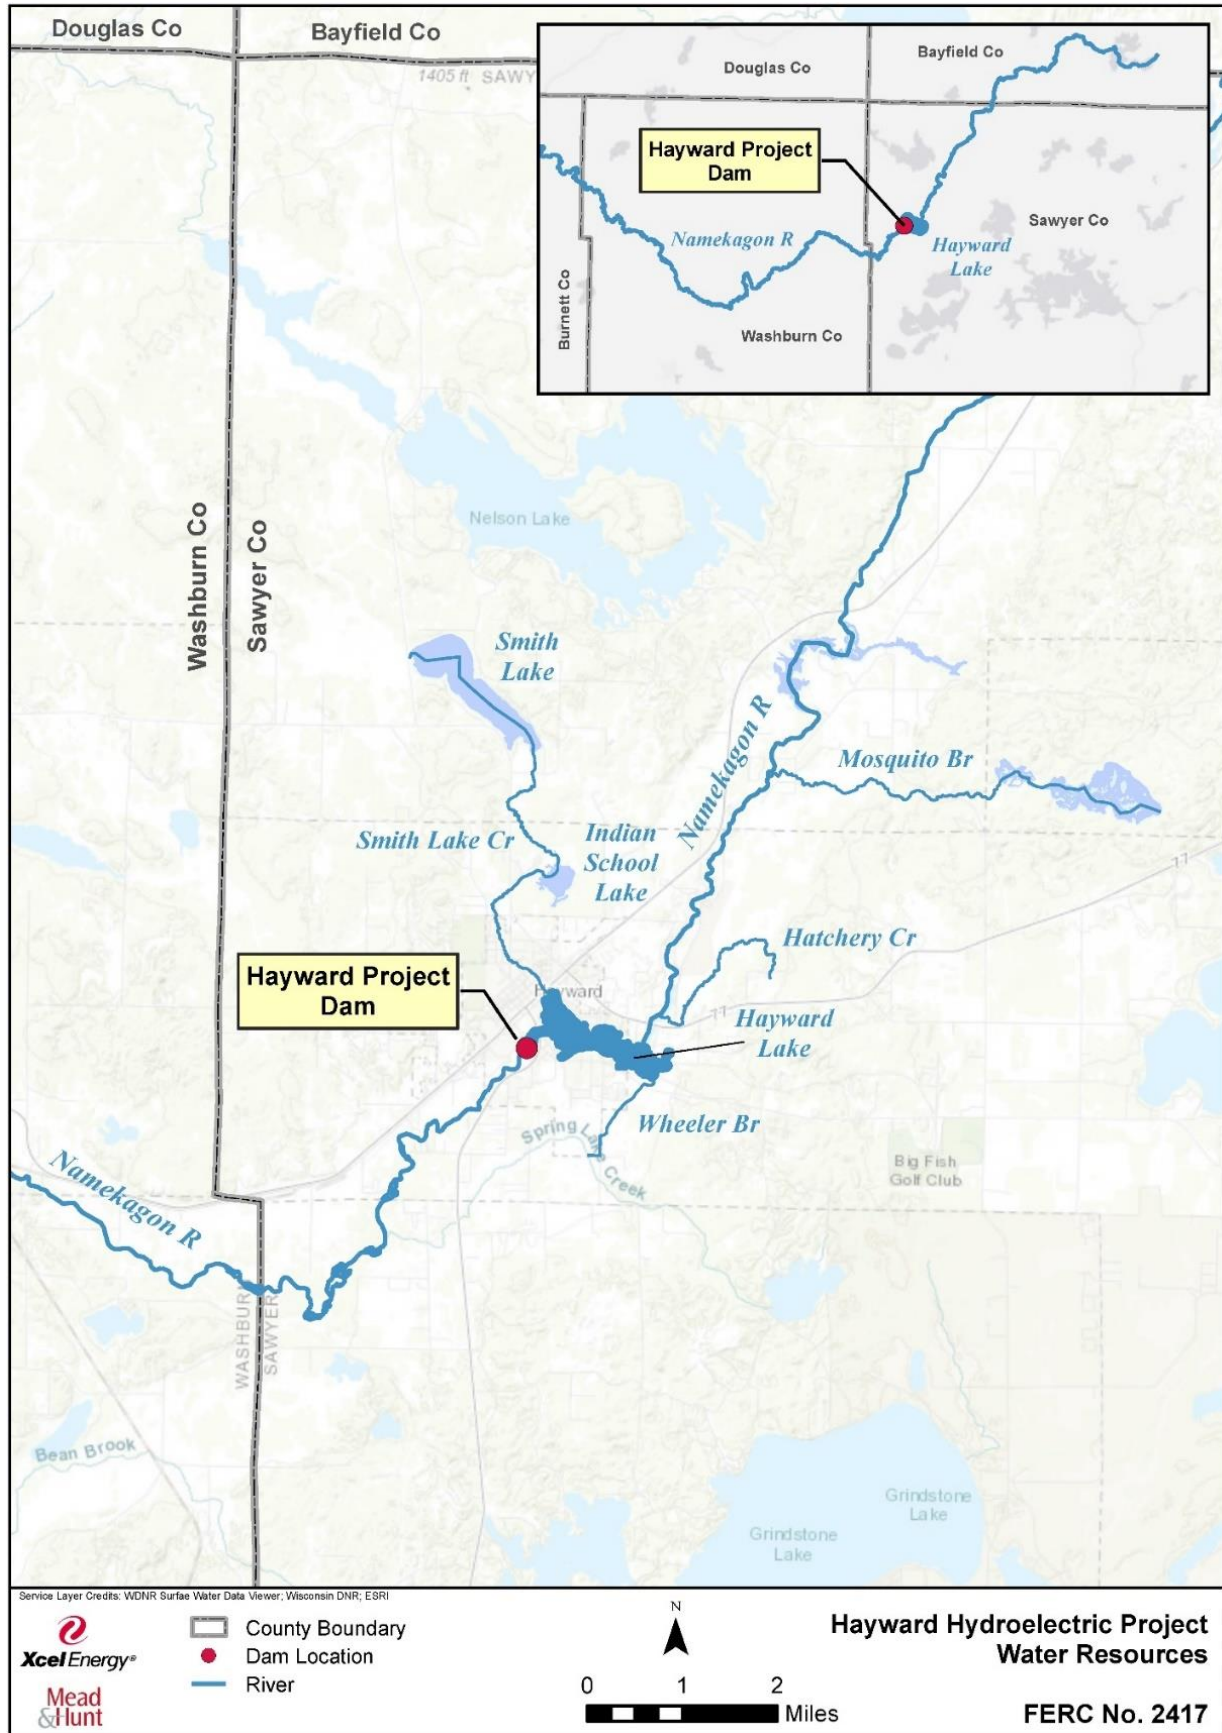 Douglas Co
Bayfield Co
1405 ft SAWY
Douglas Co
Bayfield Co
Hayward Project
Dam
Sawyer Co
Namekagon R
Hayward
Lake
Burnett Co
Washburn Co
Nelson Lake
Washburn Co
Sawyer Co
Smith
Lake
Namekagon R
Mosquito Br
Smith Lake Cr
Indian
School
Lake
Hatchery Cr
Hayward Project
Dam
Hayward
Hayward
Lake
Wheeler Br
Spring Lake Creek
Big Fish
Golf Club
Namekagon R
WASHBURN
SAWYER
Bean Brook
Grindstone
Lake
Grindstone
Lake
Service Layer Credits: WDNR Surfae Water Data Viewer; Wisconsin DNR; ESRI
Xcel Energy®
Mead
&Hunt
County Boundary
Dam Location
River
N
0 1 2
Miles
Hayward Hydroelectric Project
Water Resources
FERC No. 2417